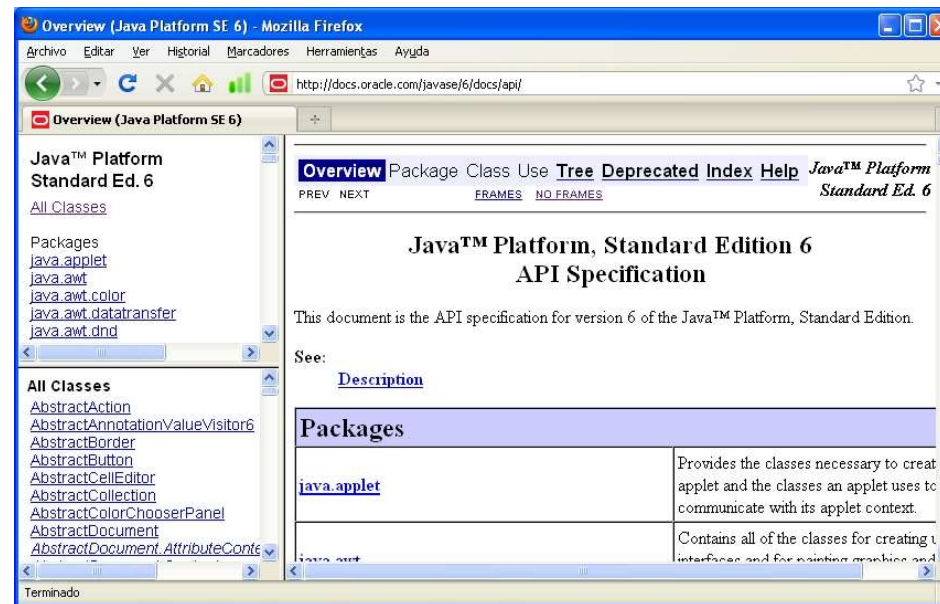 Overview (Java Platform SE 6) - Mozilla Firefox
Archivo Editar Ver Historial Marcadores Herramientas Ayuda
http://docs.oracle.com/javase/6/docs/api/
Overview (Java Platform SE 6)
Java™ Platform
Standard Ed. 6
All Classes
Packages
java.applet
java.awt
java.awt.color
java.awt.datatransfer
java.awt.dnd
All Classes
AbstractAction
AbstractAnnotationValueVisitor6
AbstractBorder
AbstractButton
AbstractCellEditor
AbstractCollection
AbstractColorChooserPanel
AbstractDocument
AbstractDocument.AttributeConte
Overview Package Class Use Tree Deprecated Index Help
Java™ Platform
Standard Ed. 6
PREV NEXT FRAMES NO FRAMES
Java™ Platform, Standard Edition 6
API Specification
This document is the API specification for version 6 of the Java™ Platform, Standard Edition.
See:
Description
Packages
java.applet
Provides the classes necessary to creat
applet and the classes an applet uses to
communicate with its applet context.
java.awt
Contains all of the classes for creating u
interfaces and for painting graphics and
Terminado